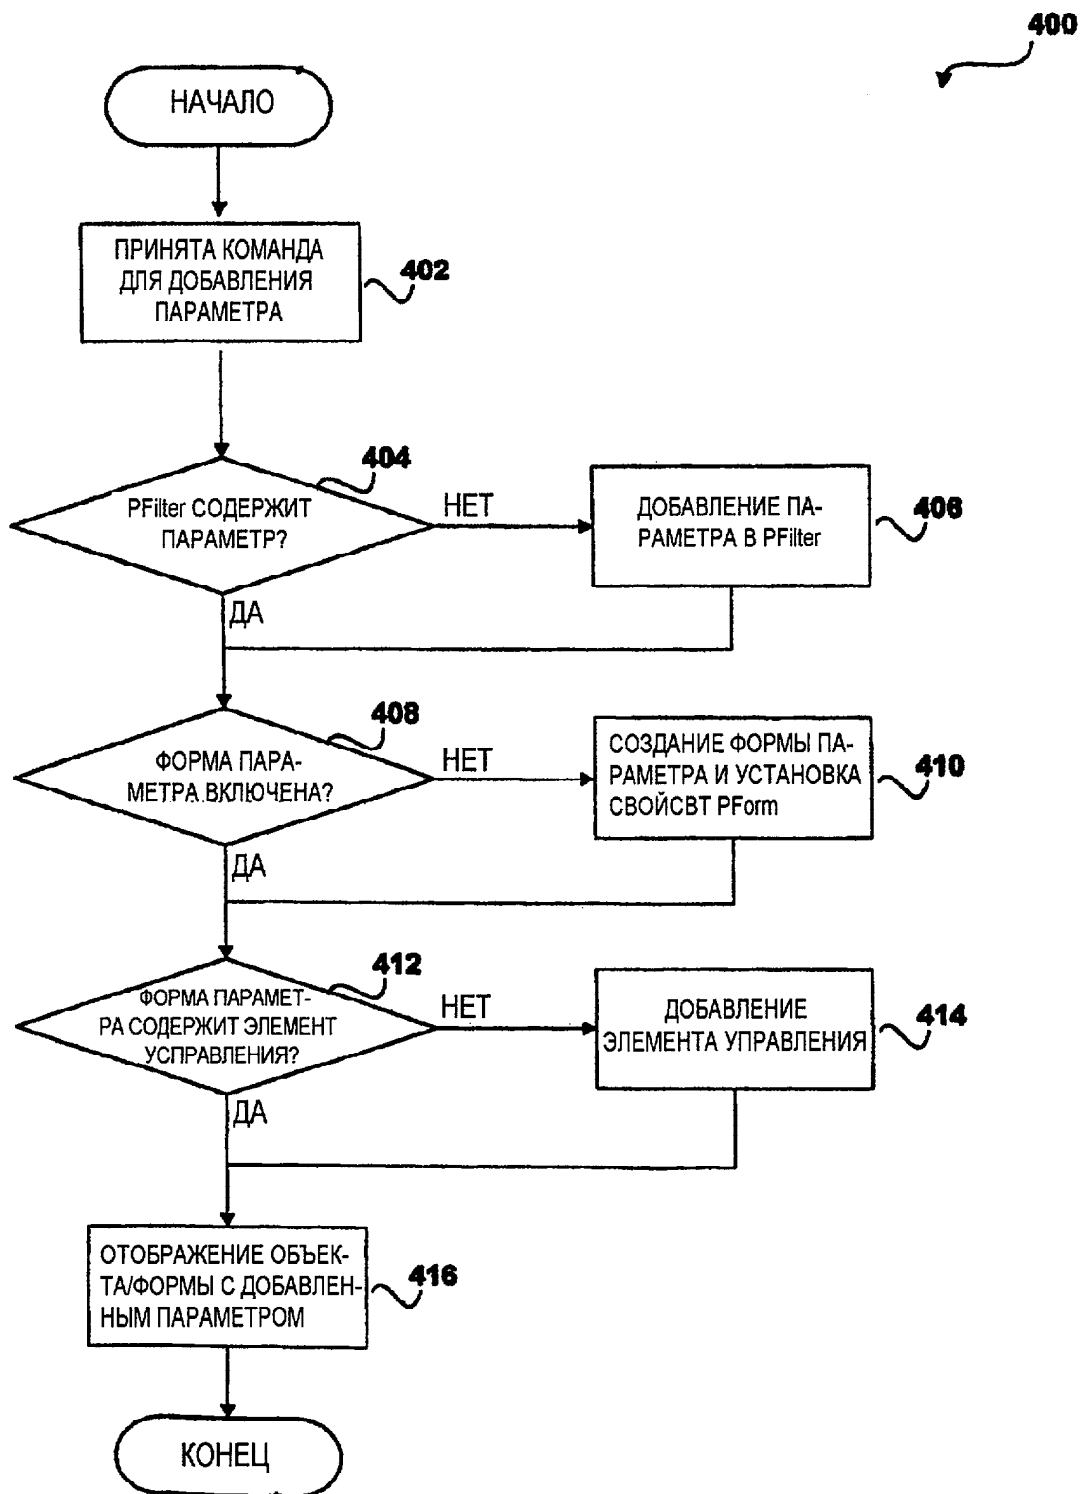 400
НАЧАЛО
ПРИНЯТА КОМАНДА
ДЛЯ ДОБАВЛЕНИЯ
ПАРАМЕТРА
402
404
PFilter СОДЕРЖИТ
ПАРАМЕТР?
НЕТ
ДОБАВЛЕНИЕ ПА-
РАМЕТРА В PFilter
406
ДА
408
ФОРМА ПАРА-
МЕТРА ВКЛЮЧЕНА?
НЕТ
СОЗДАНИЕ ФОРМЫ ПА-
РАМЕТРА И УСТАНОВКА
СВОЙСВТ PForm
410
ДА
412
ФОРМА ПАРАМЕТ-
РА СОДЕРЖИТ ЭЛЕМЕНТ
УСПРАВЛЕНИЯ?
НЕТ
ДОБАВЛЕНИЕ
ЭЛЕМЕНТА УПРАВЛЕНИЯ
414
ДА
ОТОБРАЖЕНИЕ ОБЪЕК-
ТА/ФОРМЫ С ДОБАВЛЕН-
НЫМ ПАРАМЕТРОМ
416
КОНЕЦ